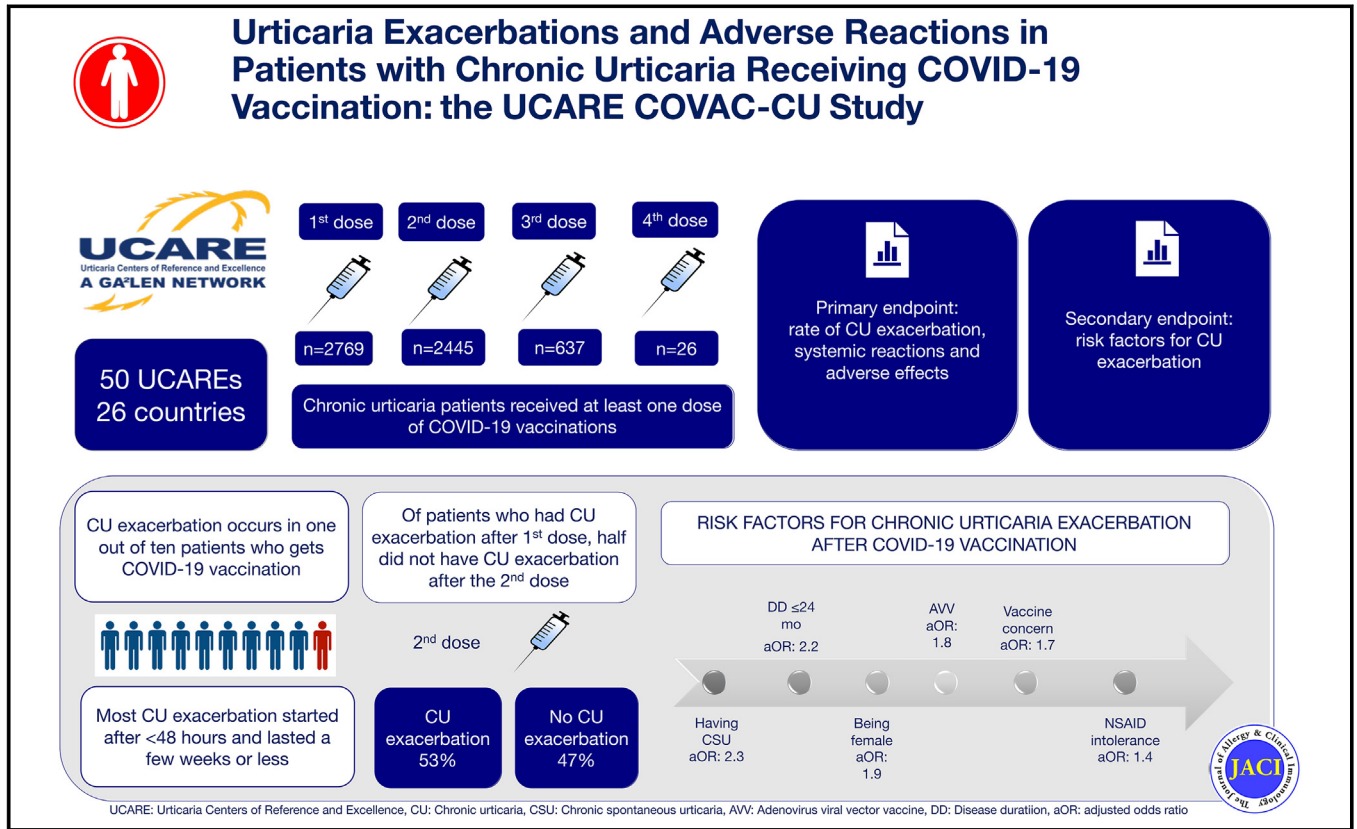 Urticaria Exacerbations and Adverse Reactions in
Patients with Chronic Urticaria Receiving COVID-19
Vaccination: the UCARE COVAC-CU Study
UCARE
Urticaria Centers of Reference and Excellence
A GA²LEN NETWORK
50 UCAREs
26 countries
1st dose
2nd dose
3rd dose
4th dose
n=2769
n=2445
n=637
n=26
Chronic urticaria patients received at least one dose
of COVID-19 vaccinations
Primary endpoint:
rate of CU exacerbation,
systemic reactions and
adverse effects
Secondary endpoint:
risk factors for CU
exacerbation
CU exacerbation occurs in one
out of ten patients who gets
COVID-19 vaccination
Most CU exacerbation started
after <48 hours and lasted a
few weeks or less
Of patients who had CU
exacerbation after 1st dose, half
did not have CU exacerbation
after the 2nd dose
2nd dose
CU
exacerbation
53%
No CU
exacerbation
47%
RISK FACTORS FOR CHRONIC URTICARIA EXACERBATION
AFTER COVID-19 VACCINATION
Having
CSU
aOR: 2.3
DD ≤24
mo
aOR: 2.2
Being
female
aOR:
1.9
AVV
aOR:
1.8
Vaccine
concern
aOR: 1.7
NSAID
intolerance
aOR: 1.4
The Journal of Allergy & Clinical Immunology
JACI
UCARE: Urticaria Centers of Reference and Excellence, CU: Chronic urticaria, CSU: Chronic spontaneous urticaria, AVV: Adenovirus viral vector vaccine, DD: Disease duratiion, aOR: adjusted odds ratio